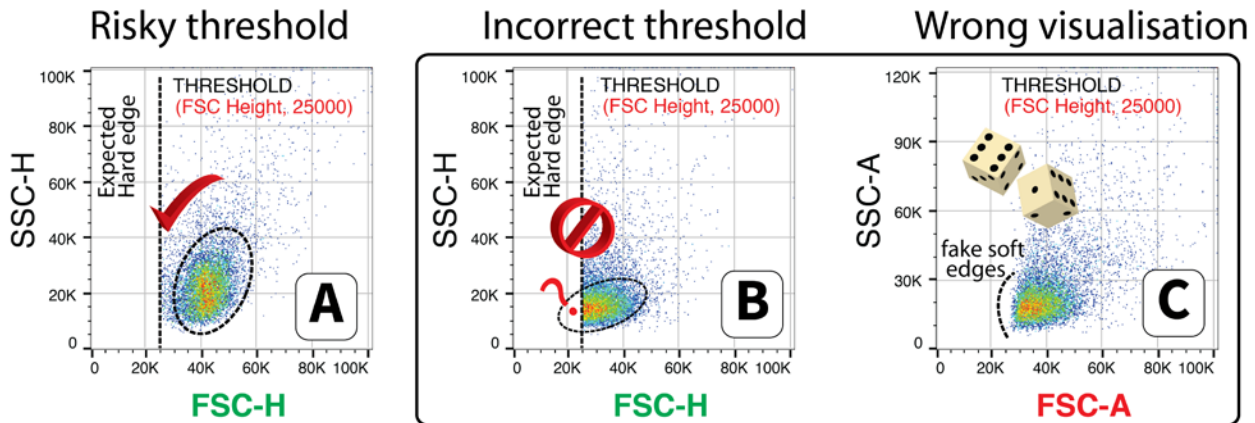 Risky threshold
Incorrect threshold
Wrong visualisation
100K
80K
60K
40K
20K
0
SSC-H
Expected
Hard edge
THRESHOLD
(FSC Height, 25000)
A
0 20K 40K 60K 80K 100K
FSC-H
100K
80K
60K
40K
20K
0
SSC-H
Expected
Hard edge
THRESHOLD
(FSC Height, 25000)
?
B
0 20K 40K 60K 80K 100K
FSC-H
120K
90K
60K
30K
0
SSC-A
THRESHOLD
(FSC Height, 25000)
fake soft
edges
C
0 20K 40K 60K 80K 100K
FSC-A